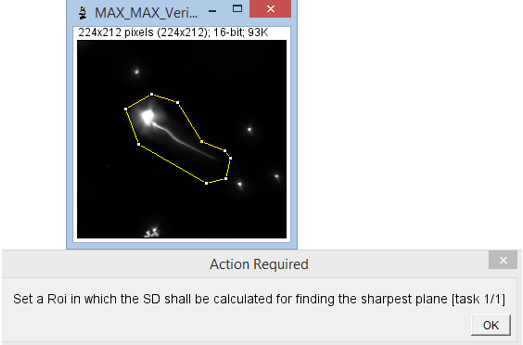 MAX_MAX_Veri...
224x212 pixels (224x212); 16-bit; 93K
Action Required
Set a Roi in which the SD shall be calculated for finding the sharpest plane [task 1/1]
OK